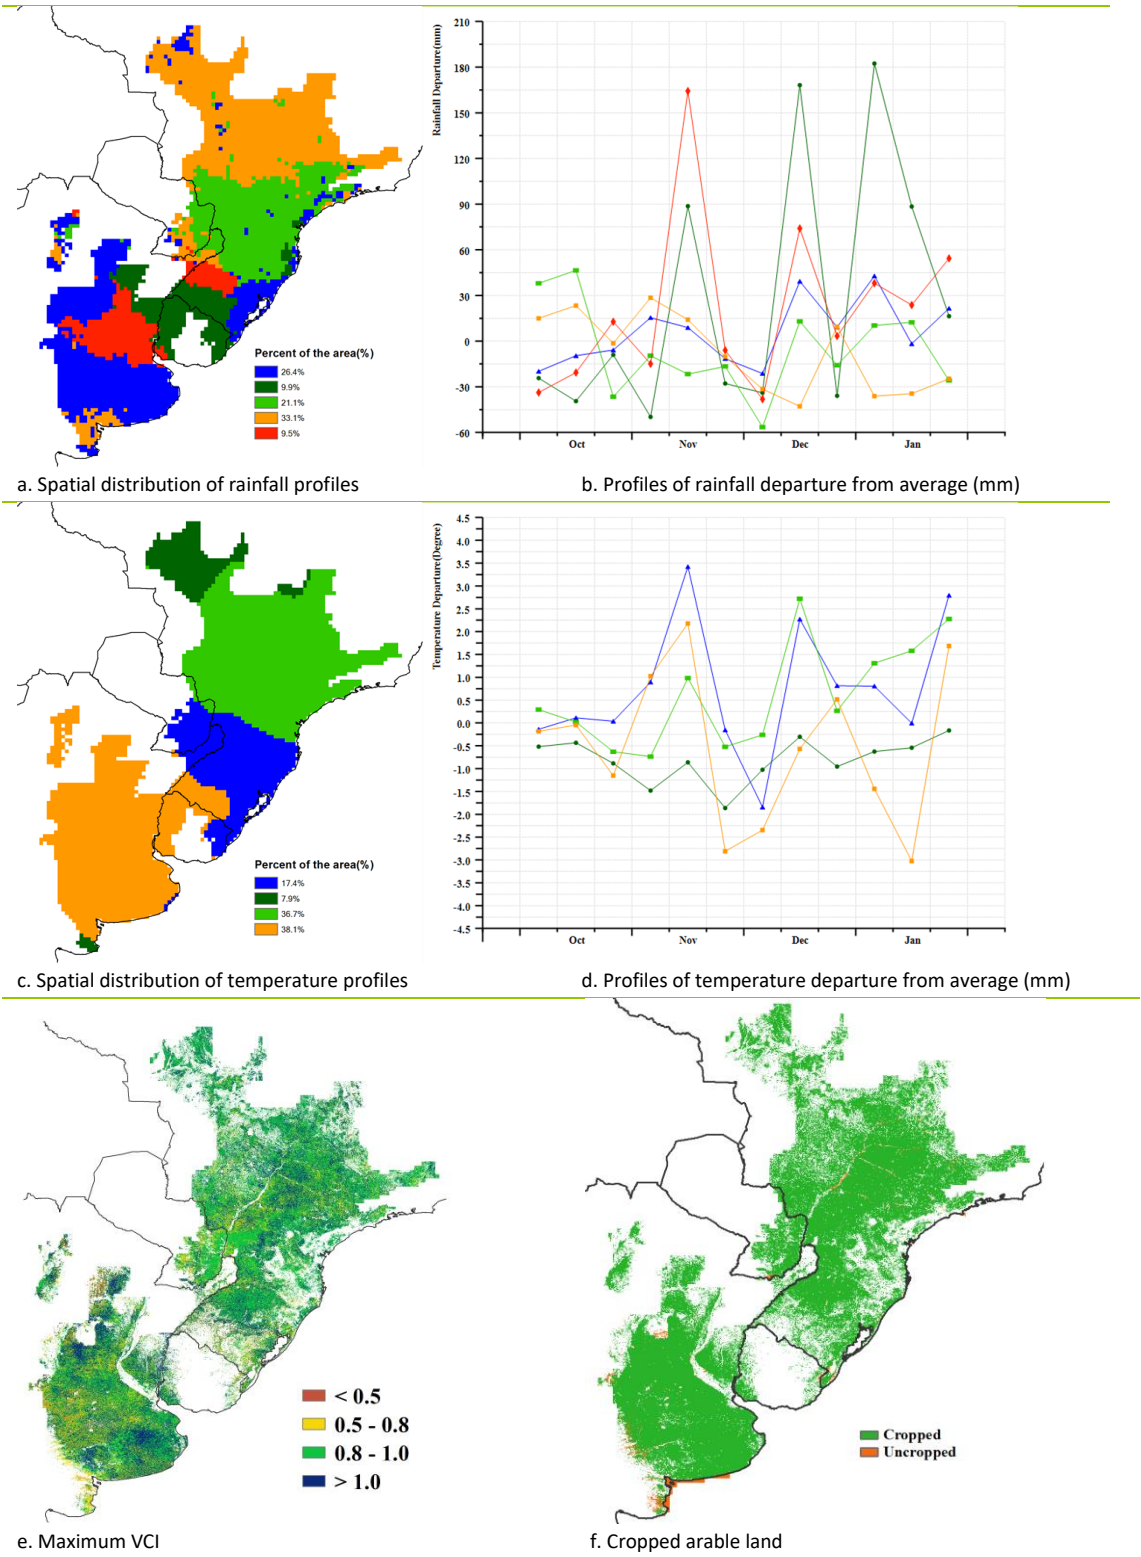 Percent of the area(%)
26.4%
9.9%
21.1%
33.1%
9.5%
Rainfall Departure(mm)
210
180
150
120
90
60
30
0
-30
-60
Oct Nov Dec Jan
a. Spatial distribution of rainfall profiles
b. Profiles of rainfall departure from average (mm)
Percent of the area(%)
17.4%
7.9%
36.7%
38.1%
Temperature Departure(Degree)
4.5
4.0
3.5
3.0
2.5
2.0
1.5
1.0
0.5
0.0
-0.5
-1.0
-1.5
-2.0
-2.5
-3.0
-3.5
-4.0
-4.5
Oct Nov Dec Jan
c. Spatial distribution of temperature profiles
d. Profiles of temperature departure from average (mm)
< 0.5
0.5 - 0.8
0.8 - 1.0
> 1.0
Cropped
Uncropped
e. Maximum VCI
f. Cropped arable land